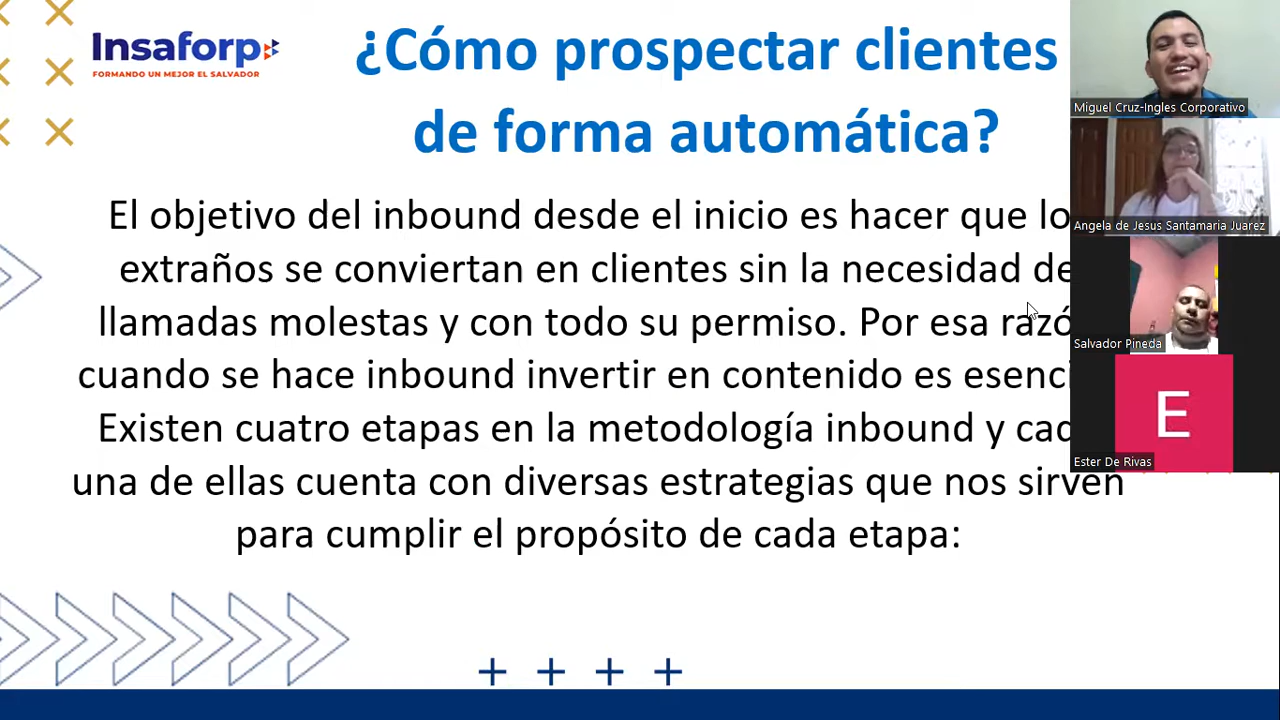 Insaforp
FORMANDO UN MEJOR EL SALVADOR
¿Cómo prospectar clientes
de forma automática?
El objetivo del inbound desde el inicio es hacer que lo
extraños se conviertan en clientes sin la necesidad de
llamadas molestas y con todo su permiso. Por esa razó
cuando se hace inbound invertir en contenido es esenci
Existen cuatro etapas en la metodología inbound y cad
una de ellas cuenta con diversas estrategias que nos sirven
para cumplir el propósito de cada etapa:
Miguel Cruz-Ingles Corporativo
Angela de Jesus Santamaria Juarez
Salvador Pineda
E
Ester De Rivas